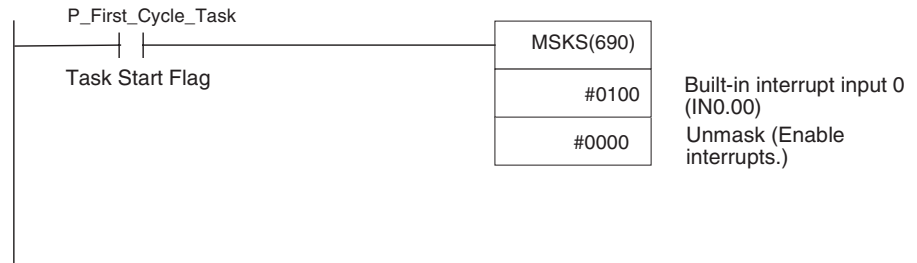 P_First_Cycle_Task
MSKS(690)
Task Start Flag
#0100
Built-in interrupt input 0
(IN0.00)
#0000
Unmask (Enable
interrupts.)